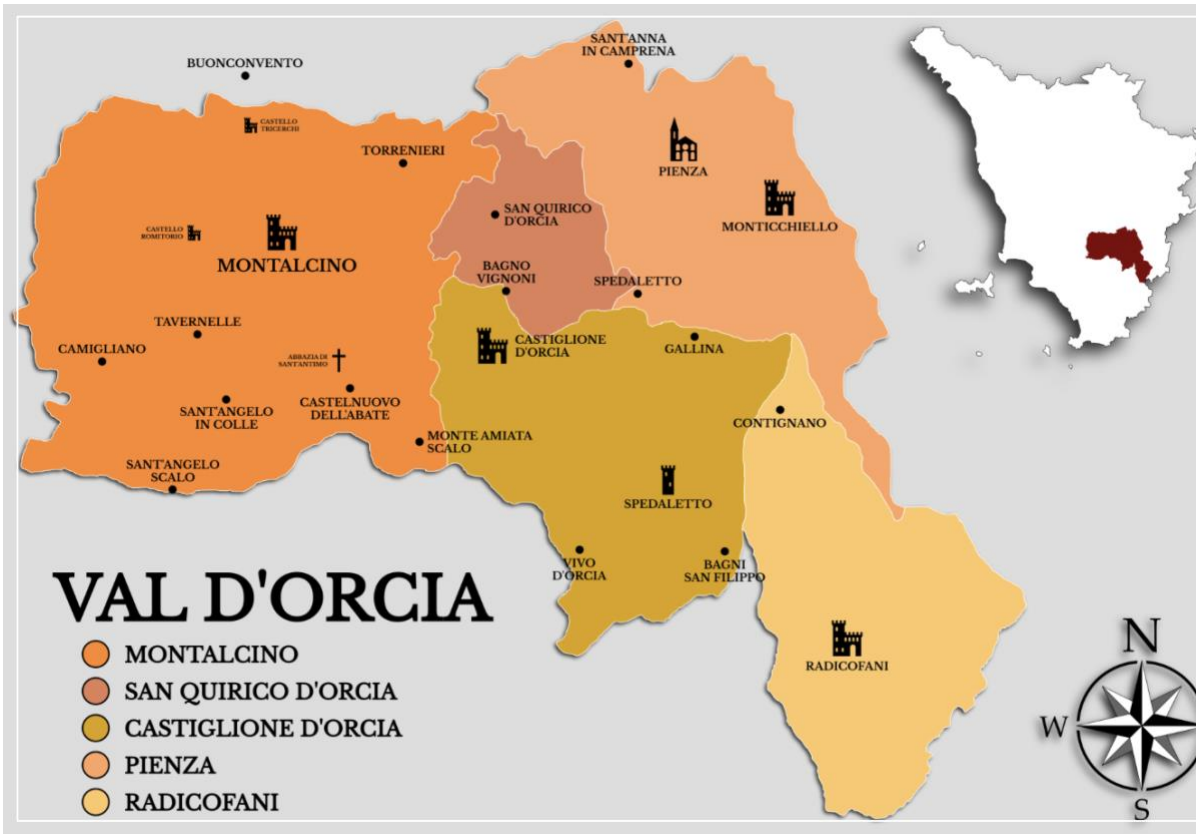 BUONCONVENTO
SANT'ANNA
IN CAMPRENA
CASTELLO
TRICERCHI
TORRENIERI
PIENZA
CASTELLO
ROMITORIO
MONTALCINO
SAN QUIRICO
D'ORCIA
MONTICCHIELLO
BAGNO
VIGNONI
SPEDALETTO
TAVERNELLE
CAMIGLIANO
ABBAZIA DI
SANT'ANTIMO
CASTIGLIONE
D'ORCIA
GALLINA
SANT'ANGELO
IN COLLE
CASTELNUOVO
DELL'ABATE
CONTIGNANO
MONTE AMIATA
SCALO
SANT'ANGELO
SCALO
SPEDALETTO
VIVO
D'ORCIA
BAGNI
SAN FILIPPO
RADICOFANI
VAL D'ORCIA
MONTALCINO
SAN QUIRICO D'ORCIA
CASTIGLIONE D'ORCIA
PIENZA
RADICOFANI
N
W
S